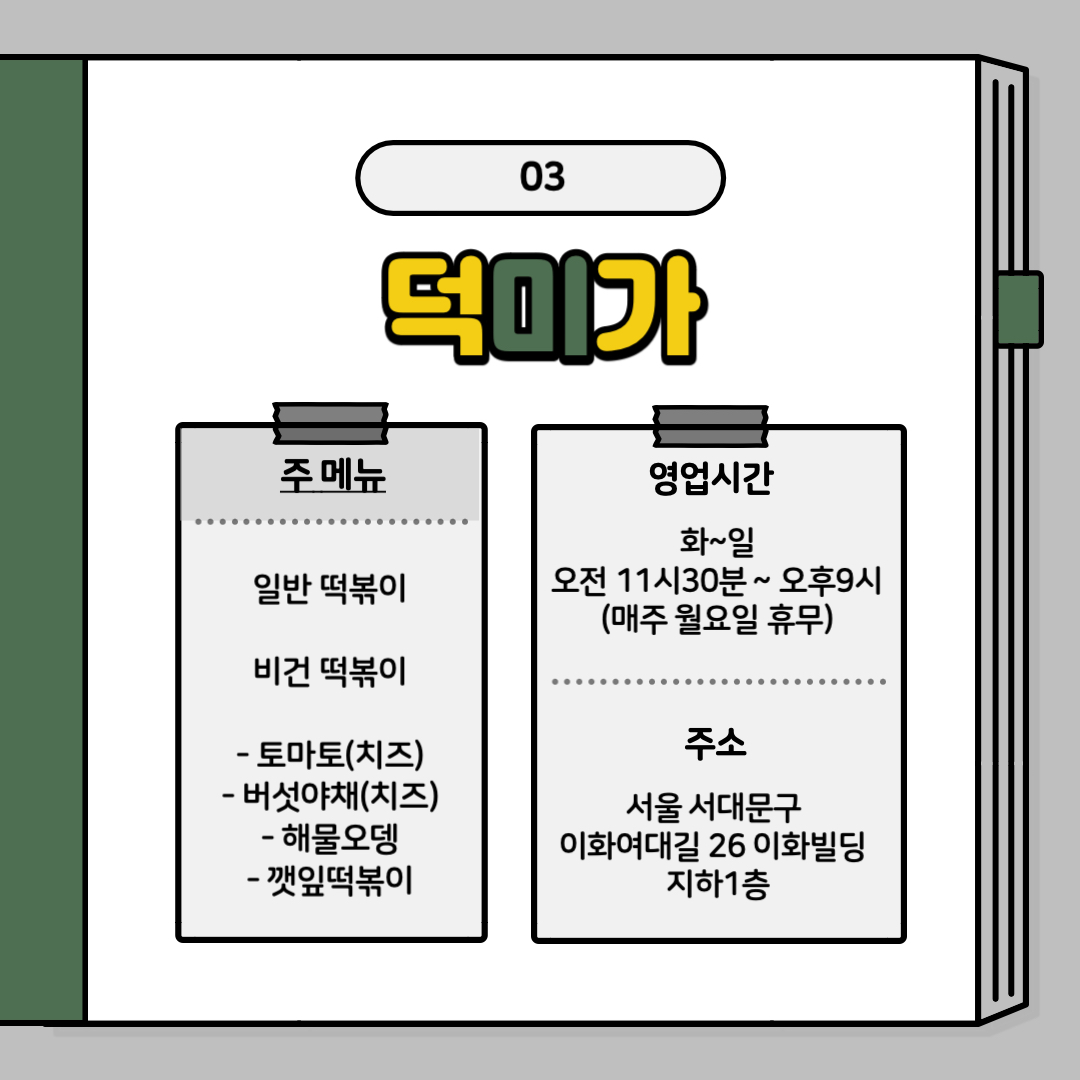 03
덕미가
주 메뉴
일반 떡볶이
비건 떡볶이
- 토마토(치즈)
- 버섯야채(치즈)
- 해물오뎅
- 깻잎떡볶이
영업시간
화~일
오전 11시30분 ~ 오후9시
(매주 월요일 휴무)
주소
서울 서대문구
이화여대길 26 이화빌딩
지하1층